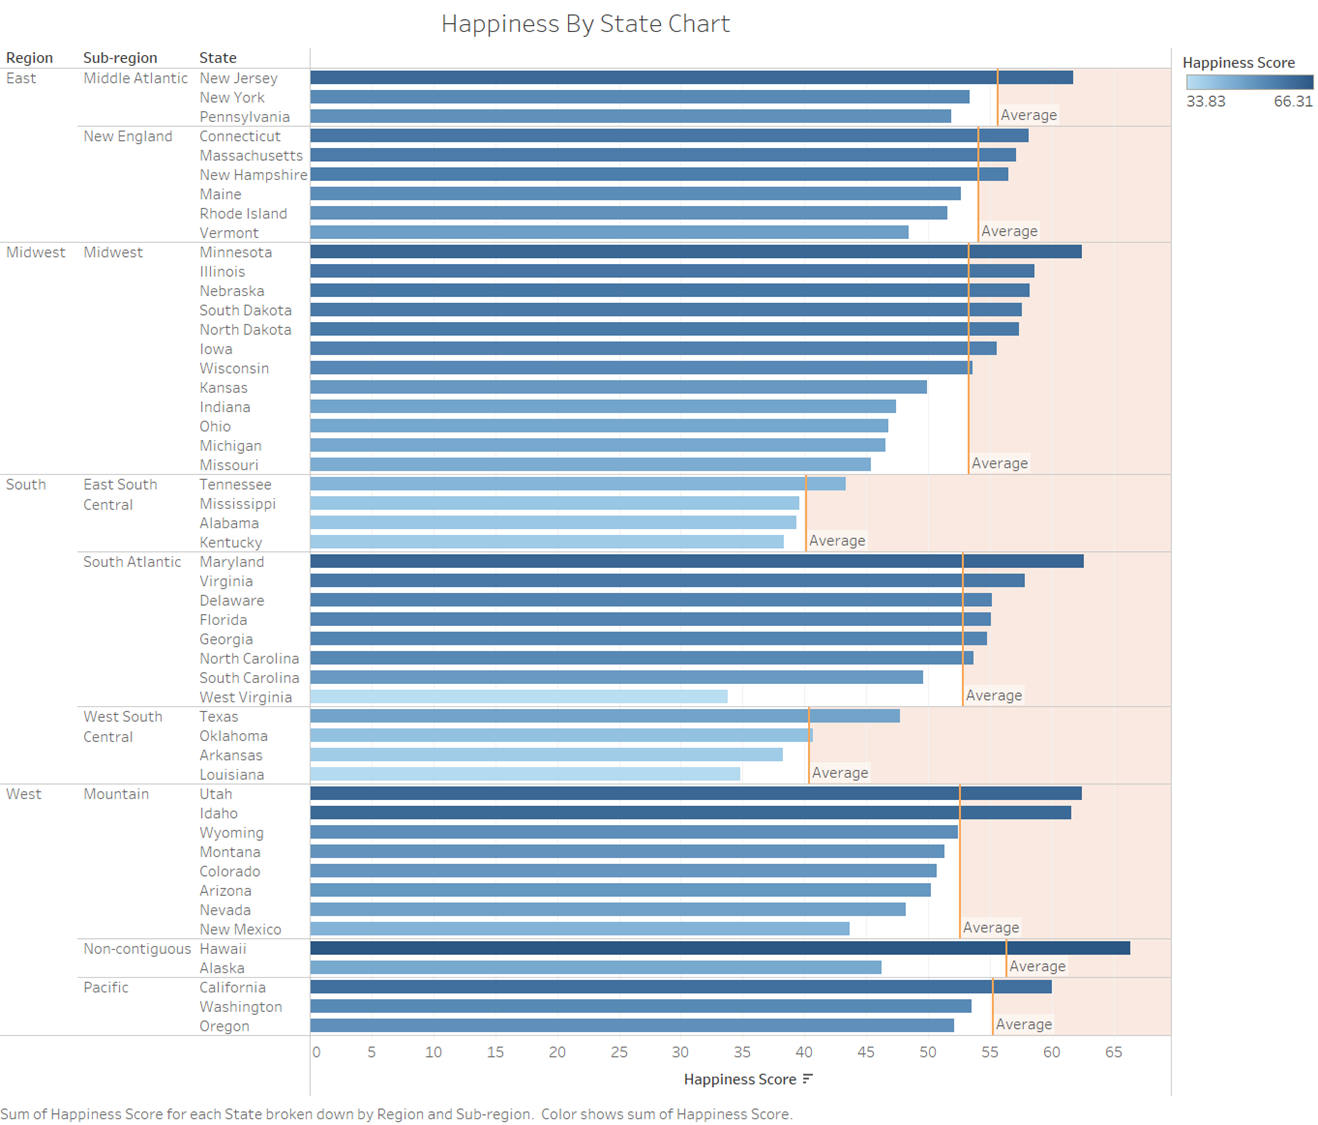 Happiness By State Chart
Region Sub-region State
Happiness Score
33.83 66.31
East Middle Atlantic New Jersey
New York
Pennsylvania
Average
New England Connecticut
Massachusetts
New Hampshire
Maine
Rhode Island
Vermont
Average
Midwest Midwest Minnesota
Illinois
Nebraska
South Dakota
North Dakota
Iowa
Wisconsin
Kansas
Indiana
Ohio
Michigan
Missouri
Average
South East South Central Tennessee
Mississippi
Alabama
Kentucky
Average
South Atlantic Maryland
Virginia
Delaware
Florida
Georgia
North Carolina
South Carolina
West Virginia
Average
West South Central Texas
Oklahoma
Arkansas
Louisiana
Average
West Mountain Utah
Idaho
Wyoming
Montana
Colorado
Arizona
Nevada
New Mexico
Average
Non-contiguous Hawaii
Alaska
Average
Pacific California
Washington
Oregon
Average
0 5 10 15 20 25 30 35 40 45 50 55 60 65
Happiness Score
Sum of Happiness Score for each State broken down by Region and Sub-region. Color shows sum of Happiness Score.